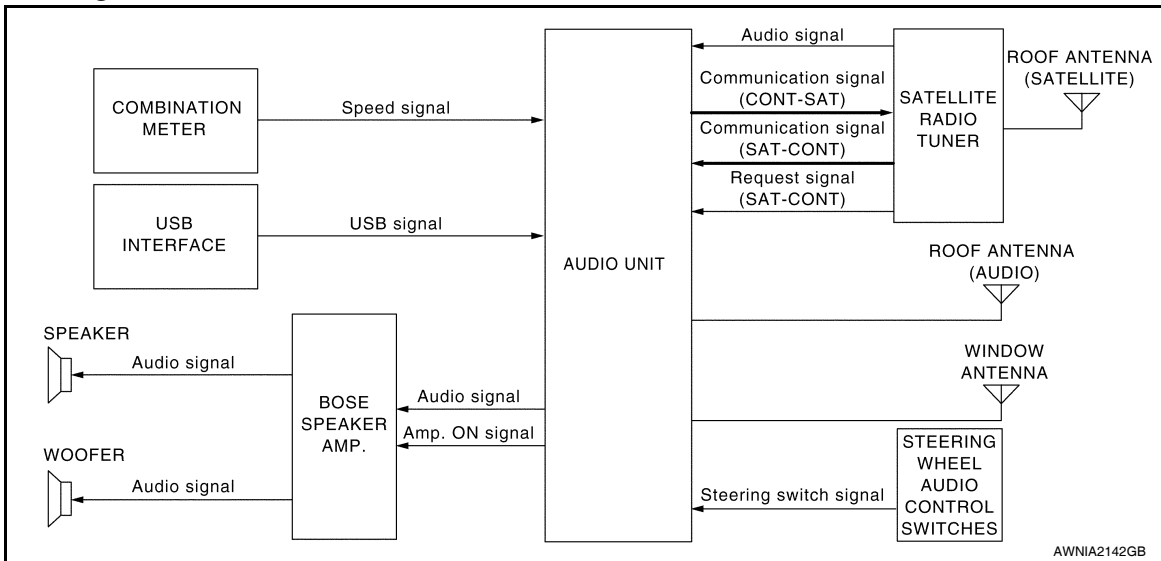 COMBINATION
METER
Speed signal
USB
INTERFACE
USB signal
SPEAKER
Audio signal
WOOFER
Audio signal
BOSE
SPEAKER
AMP.
Audio signal
Amp. ON signal
AUDIO UNIT
Audio signal
Communication signal
(CONT-SAT)
Communication signal
(SAT-CONT)
Request signal
(SAT-CONT)
SATELLITE
RADIO
TUNER
ROOF ANTENNA
(SATELLITE)
ROOF ANTENNA
(AUDIO)
WINDOW
ANTENNA
Steering switch signal
STEERING
WHEEL
AUDIO
CONTROL
SWITCHES
AWNIA2142GB